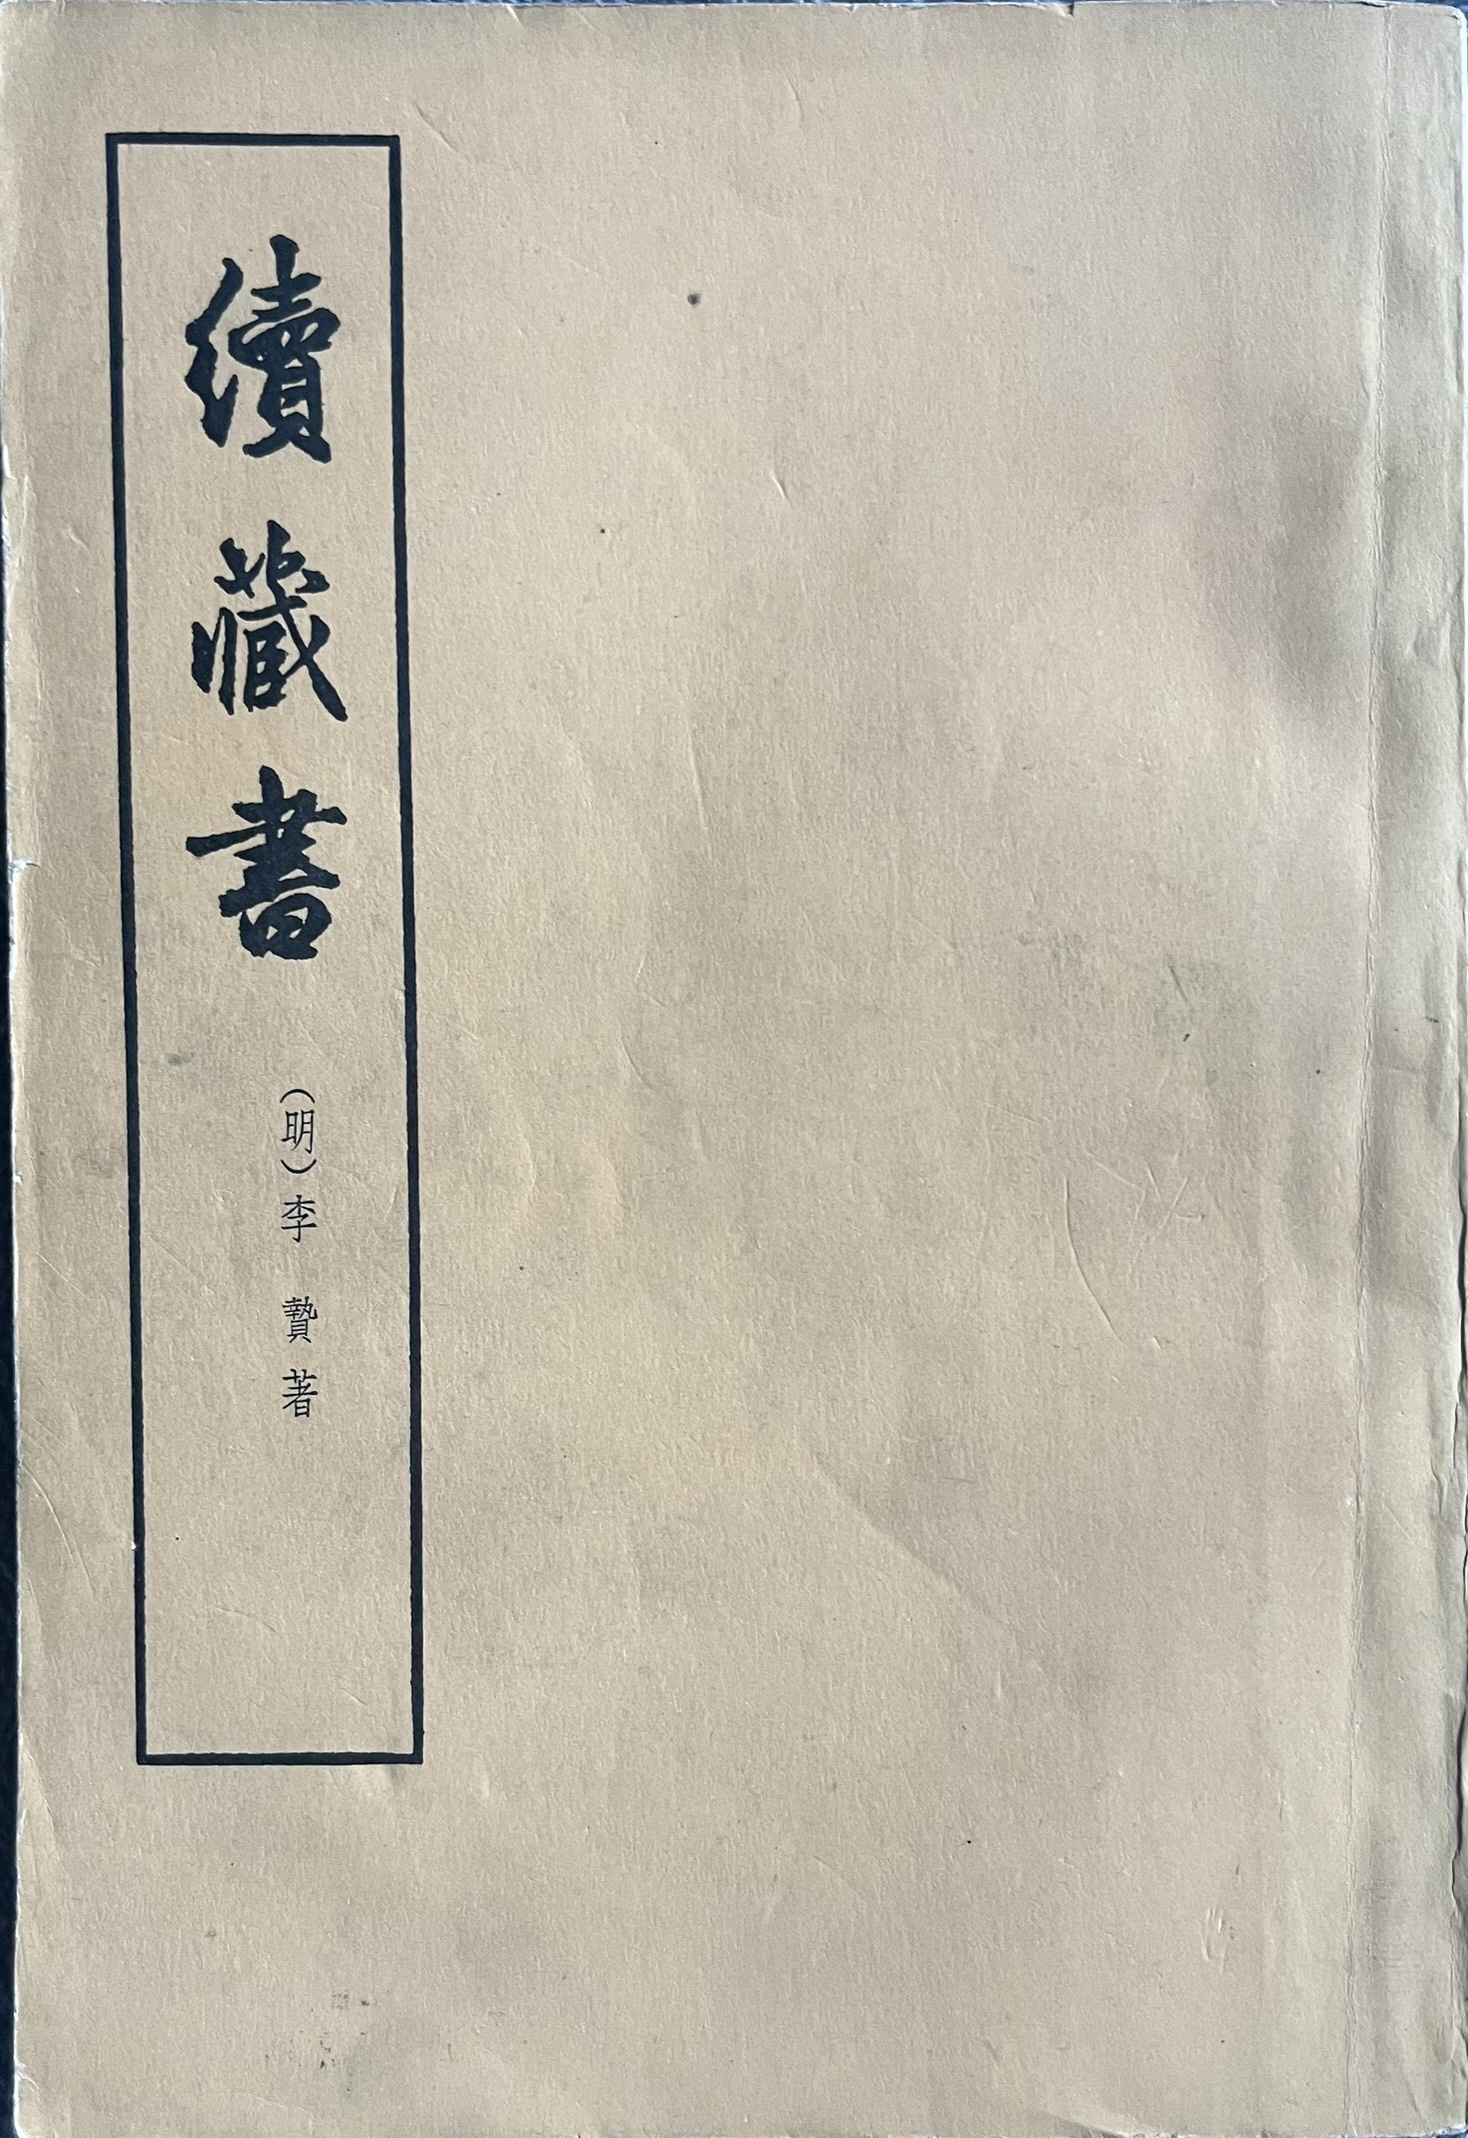 續藏書
（明）李 贄 著